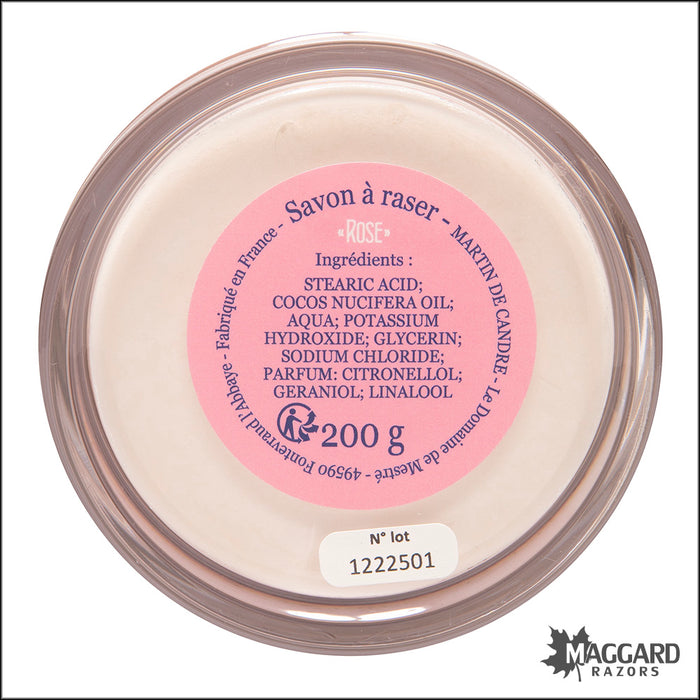 Savon à raser - MARTIN DE CANDRE - Le Domaine de Mestré - 49590 Fontevraud l'Abbaye - Fabriqué en France -
«ROSE»
Ingrédients :
STEARIC ACID;
COCOS NUCIFERA OIL;
AQUA; POTASSIUM
HYDROXIDE; GLYCERIN;
SODIUM CHLORIDE;
PARFUM: CITRONELLOL;
GERANIOL; LINALOOL
200 g
N° lot
1222501
MAGGARD
RAZORS